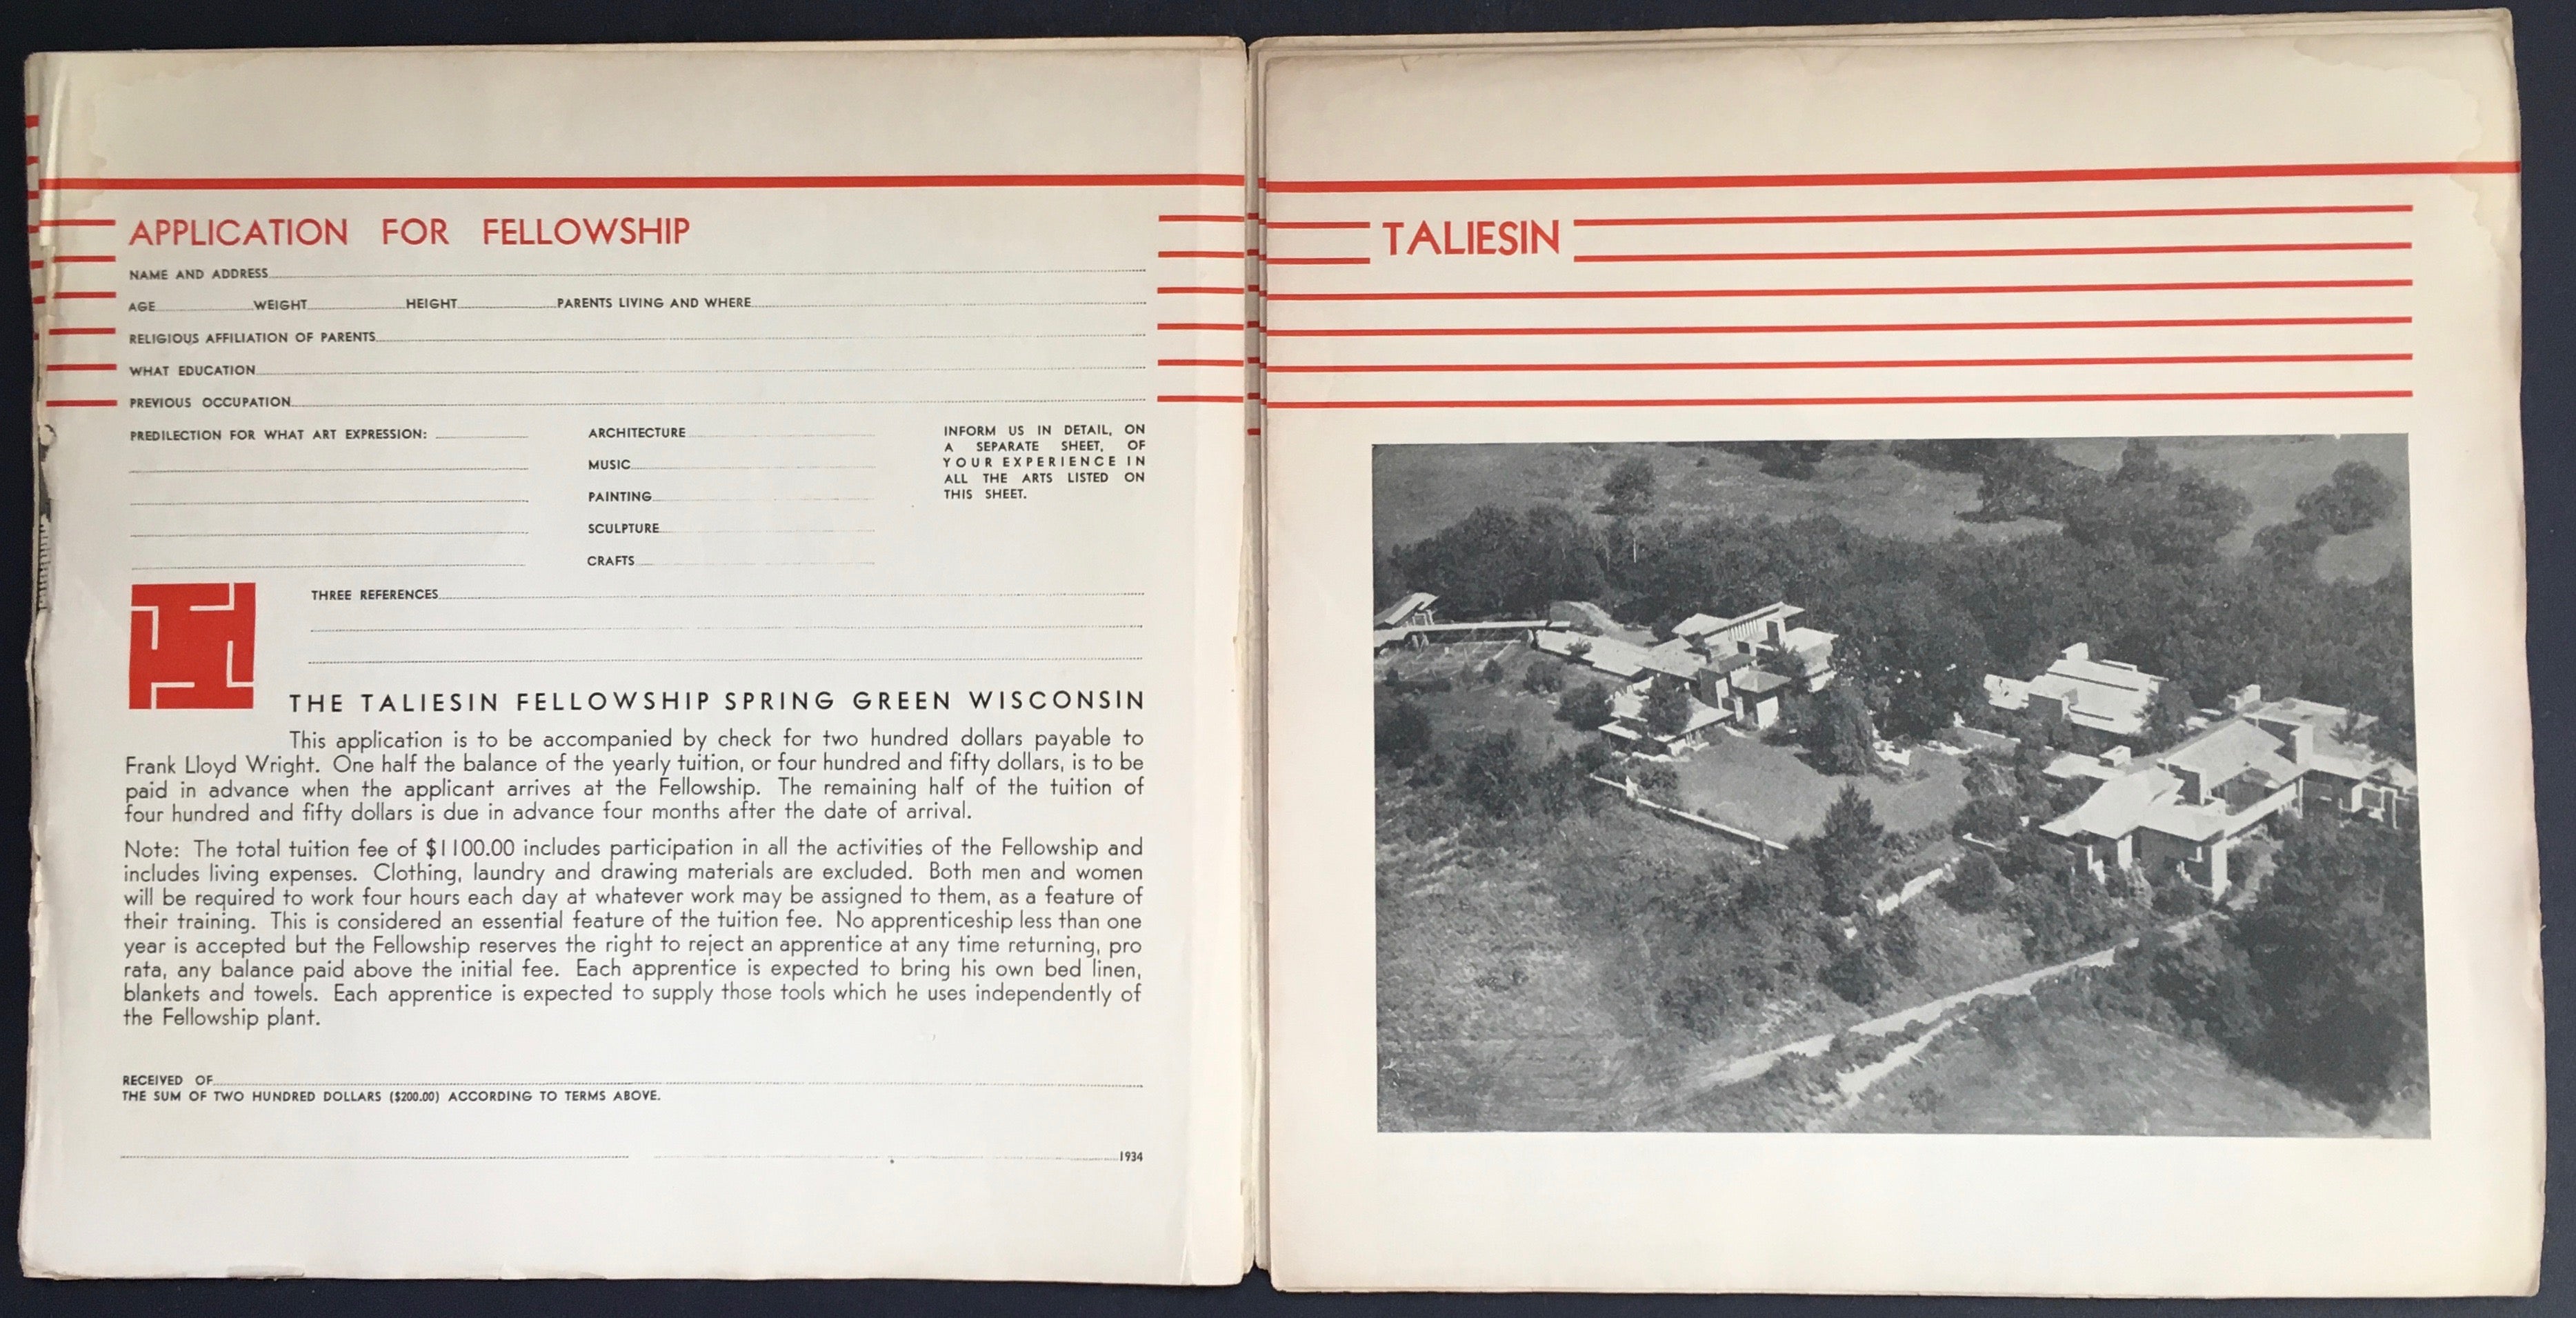 APPLICATION FOR FELLOWSHIP
NAME AND ADDRESS
AGE WEIGHT HEIGHT PARENTS LIVING AND WHERE
RELIGIOUS AFFILIATION OF PARENTS
WHAT EDUCATION
PREVIOUS OCCUPATION
PREDILECTION FOR WHAT ART EXPRESSION:
ARCHITECTURE
MUSIC
PAINTING
SCULPTURE
CRAFTS
INFORM US IN DETAIL, ON
A SEPARATE SHEET, OF
YOUR EXPERIENCE IN
ALL THE ARTS LISTED ON
THIS SHEET.
THREE REFERENCES
THE TALIESIN FELLOWSHIP SPRING GREEN WISCONSIN
This application is to be accompanied by check for two hundred dollars payable to
Frank Lloyd Wright. One half the balance of the yearly tuition, or four hundred and fifty dollars, is to be
paid in advance when the applicant arrives at the Fellowship. The remaining half of the tuition of
four hundred and fifty dollars is due in advance four months after the date of arrival.
Note: The total tuition fee of $1100.00 includes participation in all the activities of the Fellowship and
includes living expenses. Clothing, laundry and drawing materials are excluded. Both men and women
will be required to work four hours each day at whatever work may be assigned to them, as a feature of
their training. This is considered an essential feature of the tuition fee. No apprenticeship less than one
year is accepted but the Fellowship reserves the right to reject an apprentice at any time returning, pro
rata, any balance paid above the initial fee. Each apprentice is expected to bring his own bed linen,
blankets and towels. Each apprentice is expected to supply those tools which he uses independently of
the Fellowship plant.
RECEIVED OF
THE SUM OF TWO HUNDRED DOLLARS ($200.00) ACCORDING TO TERMS ABOVE.
1934
TALIESIN